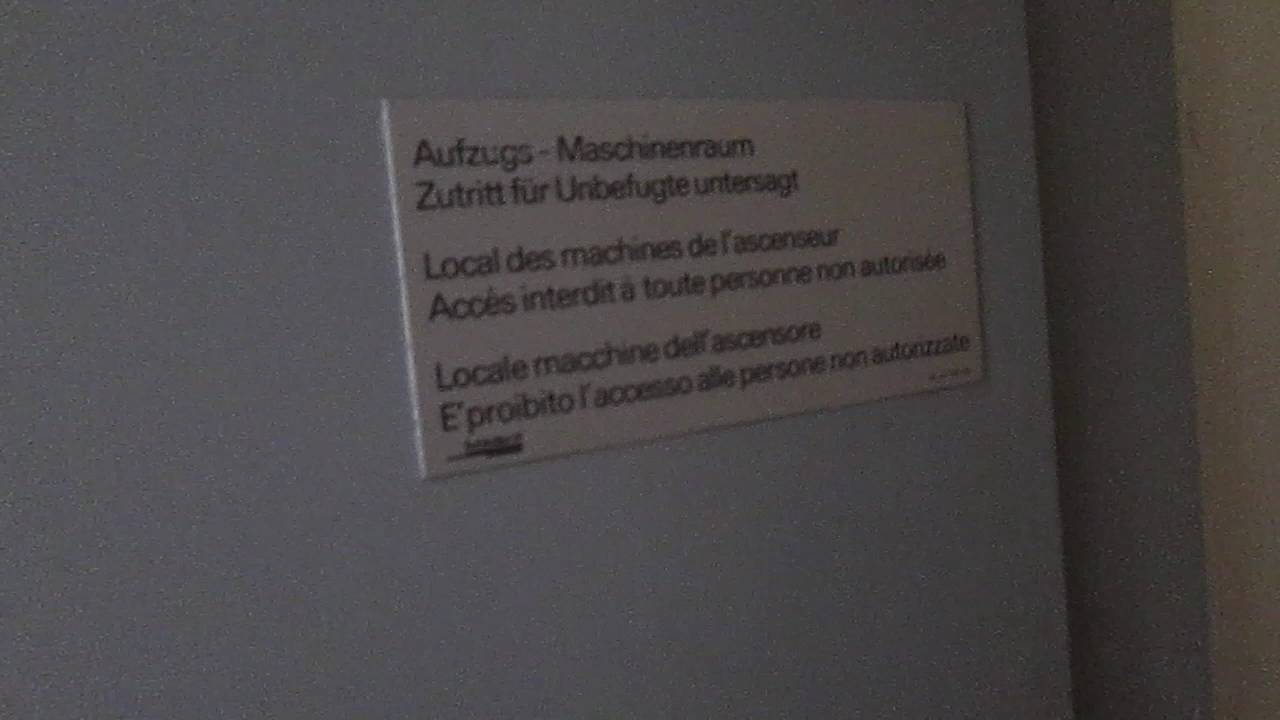 Aufzugs - Maschinenraum
Zutritt für Unbefugte untersagt
Local des machines de l'ascenseur
Accès interdit à toute personne non autorisée
Locale macchine dell'ascensore
E' proibito l'accesso alle persone non autorizzate